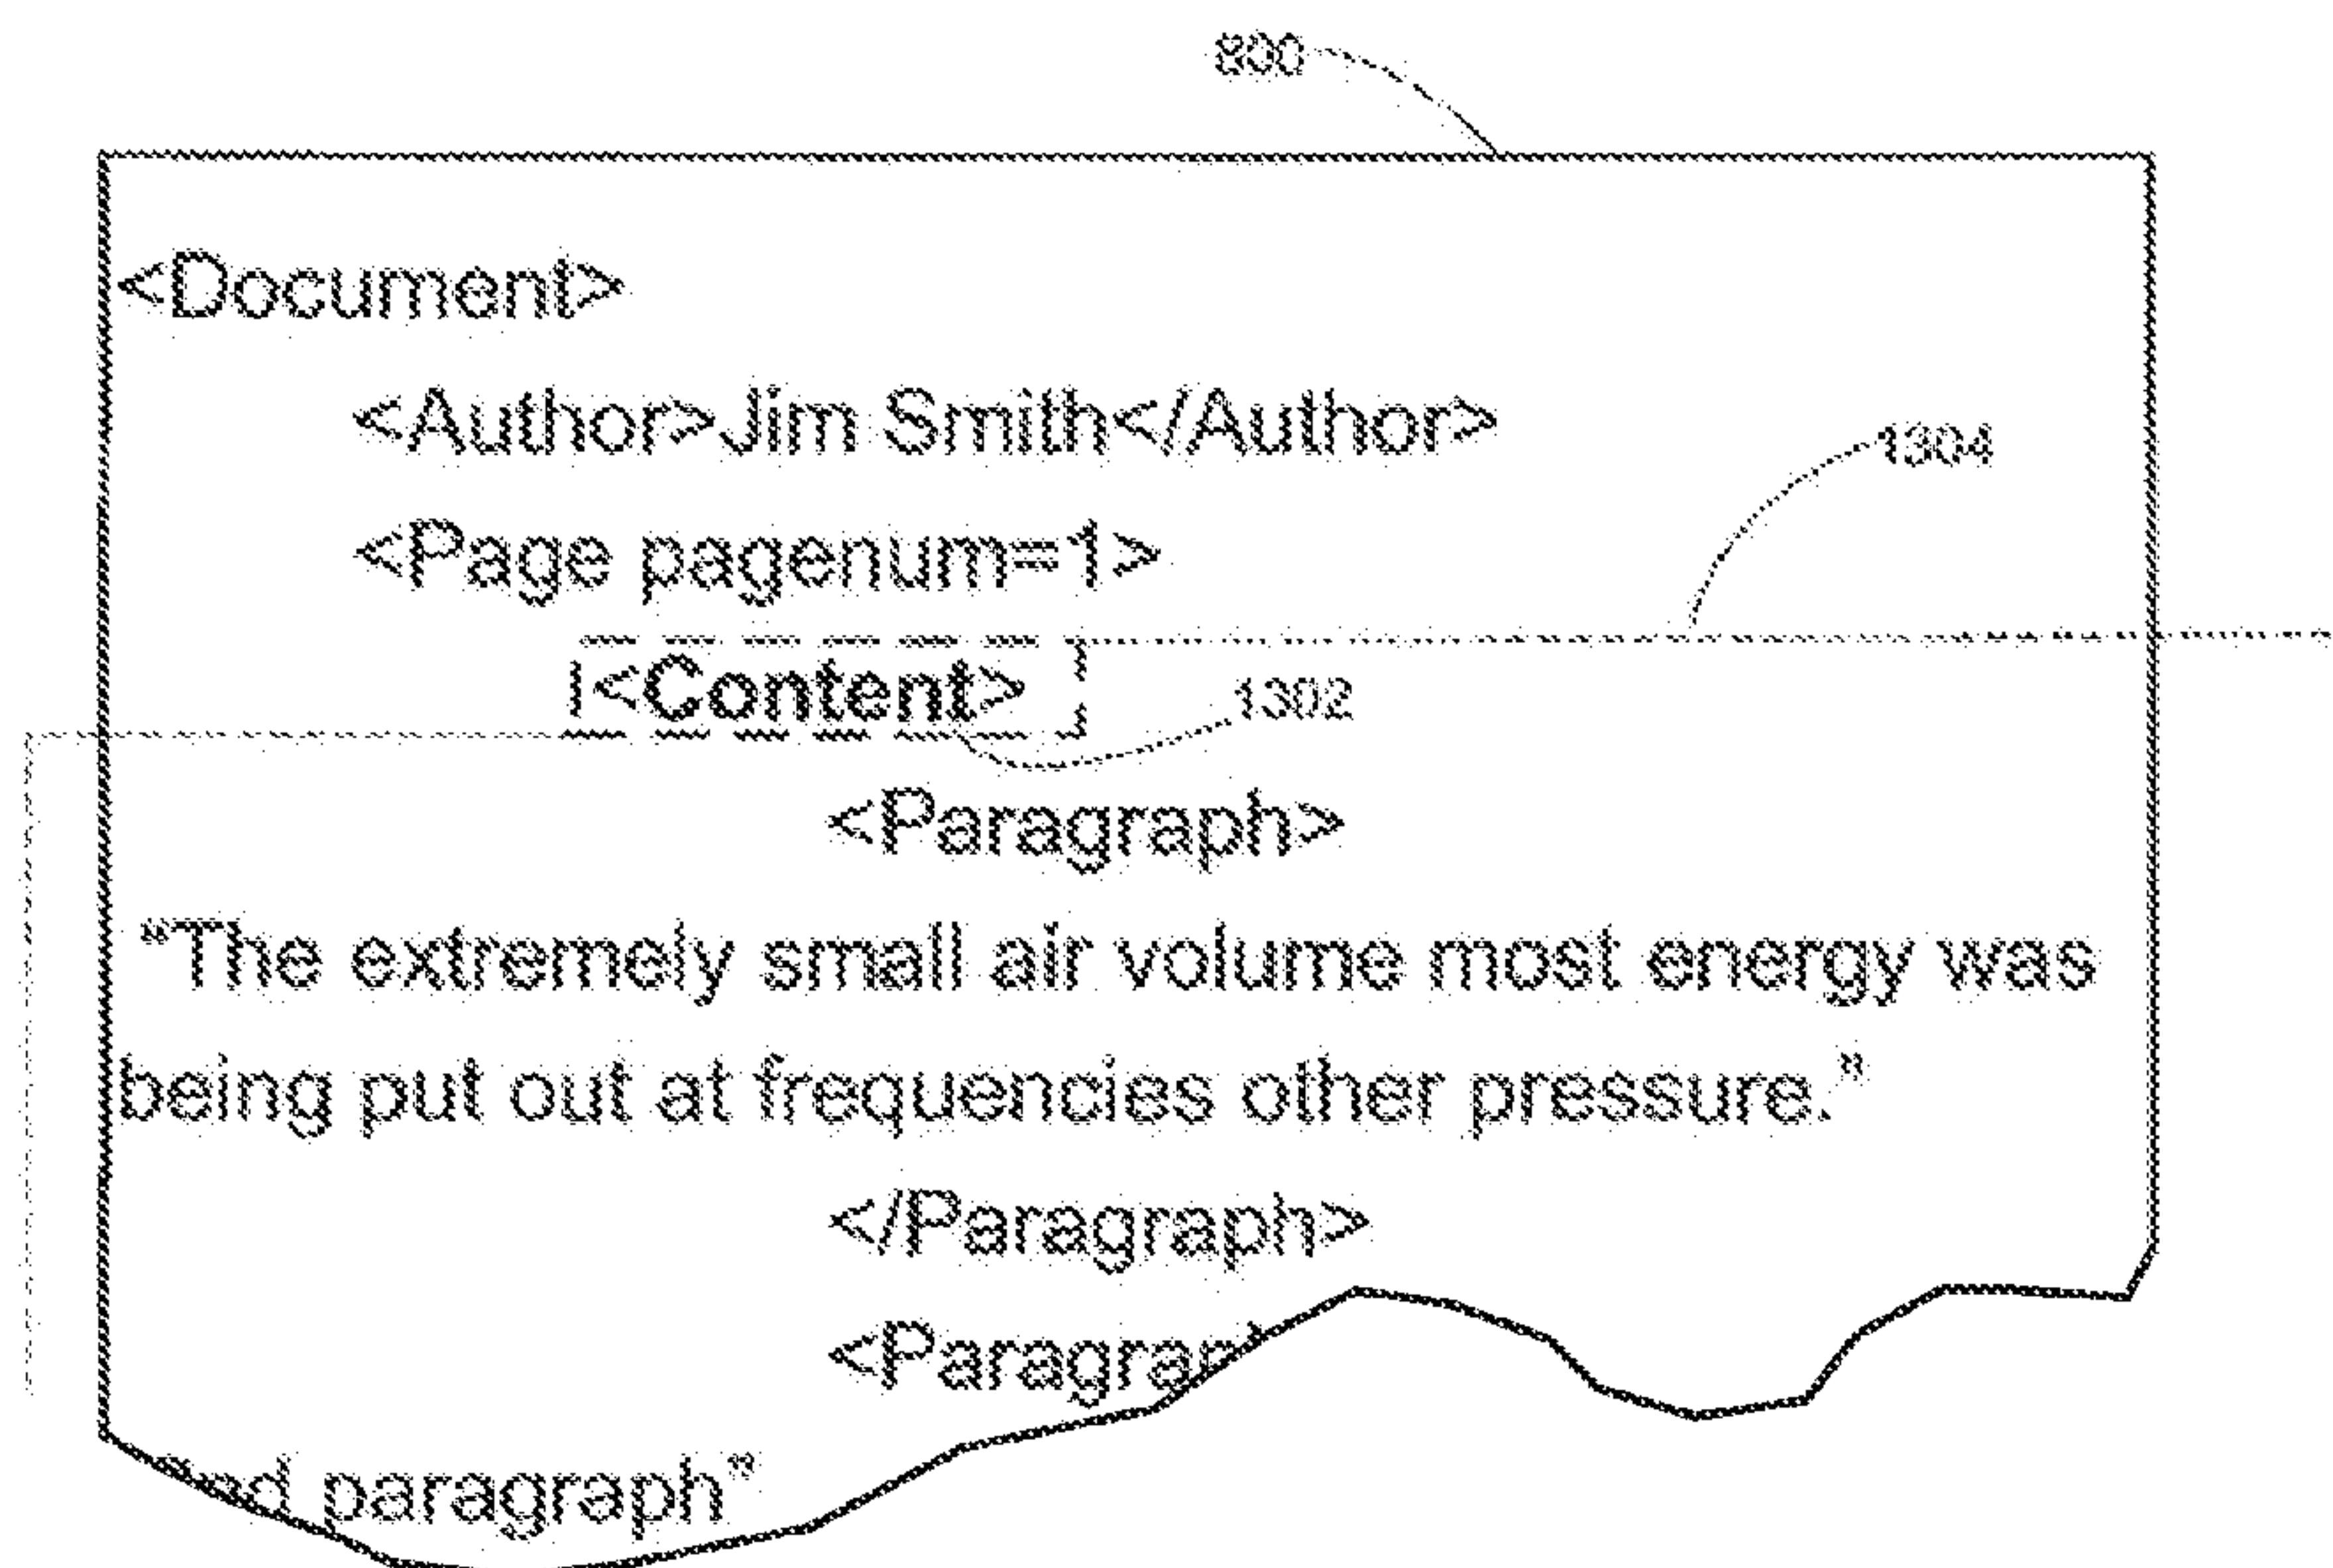 800
<Document>
<Author>Jim Smith</Author>
1304
<Page pagenum=1>
<Content>
1302
<Paragraph>
“The extremely small air volume most energy was
being put out at frequencies other pressure.”
</Paragraph>
paragraph”